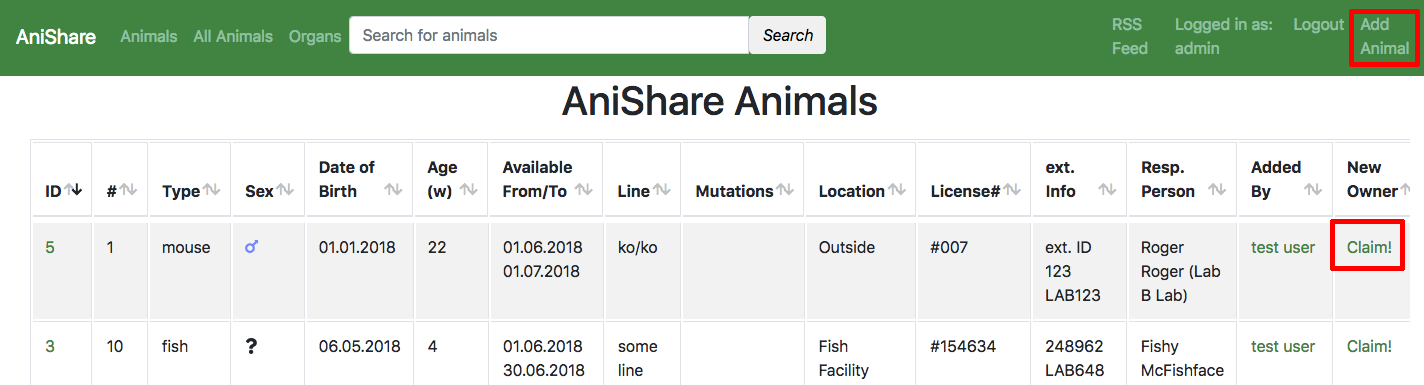 AniShare Animals All Animals Organs Search for animals Search RSS Feed Logged in as: admin Logout Add Animal
AniShare Animals
ID # Type Sex Date of Birth Age (w) Available From/To Line Mutations Location License# ext. Info Resp. Person Added By New Owner
5 1 mouse ♂ 01.01.2018 22 01.06.2018 01.07.2018 ko/ko Outside #007 ext. ID 123 LAB123 Roger Roger (Lab B Lab) test user Claim!
3 10 fish ? 06.05.2018 4 01.06.2018 30.06.2018 some line Fish Facility #154634 248962 LAB648 Fishy McFishface test user Claim!